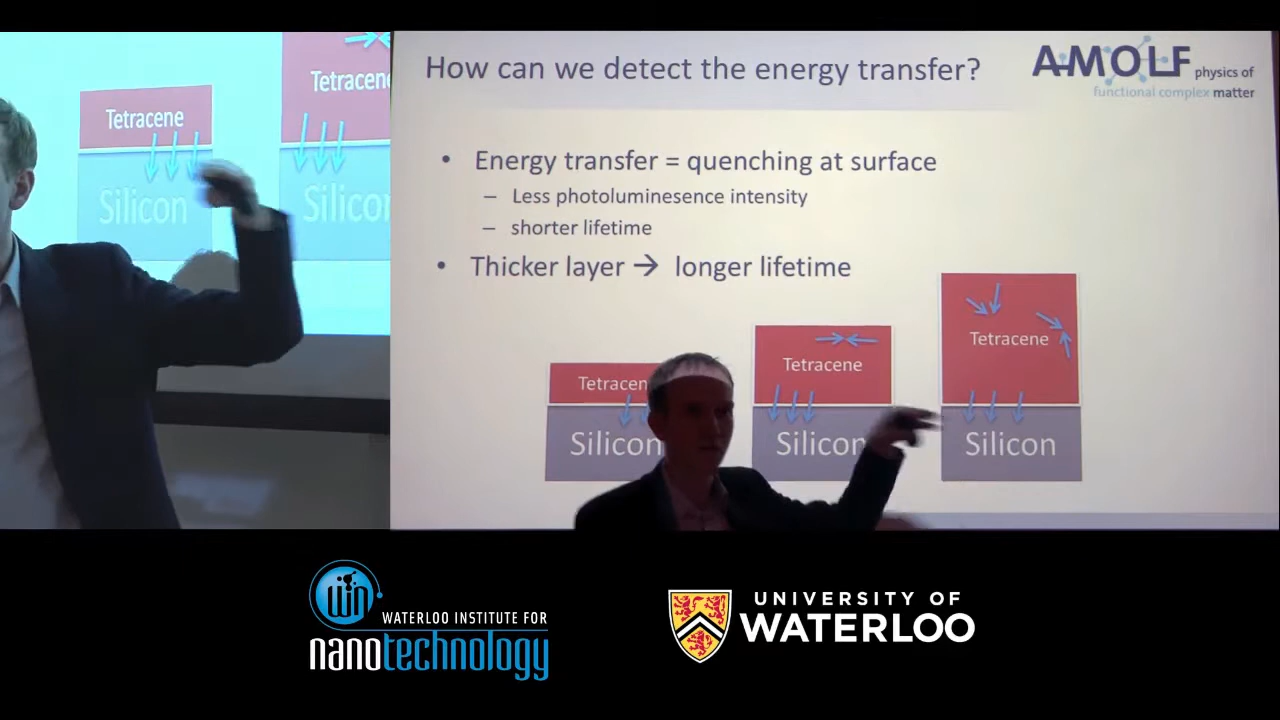 Tetracene
Silicon
Tetracene
Silicon
How can we detect the energy transfer?
AMOLF physics of
functional complex matter
• Energy transfer = quenching at surface
– Less photoluminesence intensity
– shorter lifetime
• Thicker layer → longer lifetime
Tetracene
Silicon
Tetracene
Silicon
Tetracene
Silicon
WIN
WATERLOO INSTITUTE FOR
nanotechnology
UNIVERSITY OF
WATERLOO